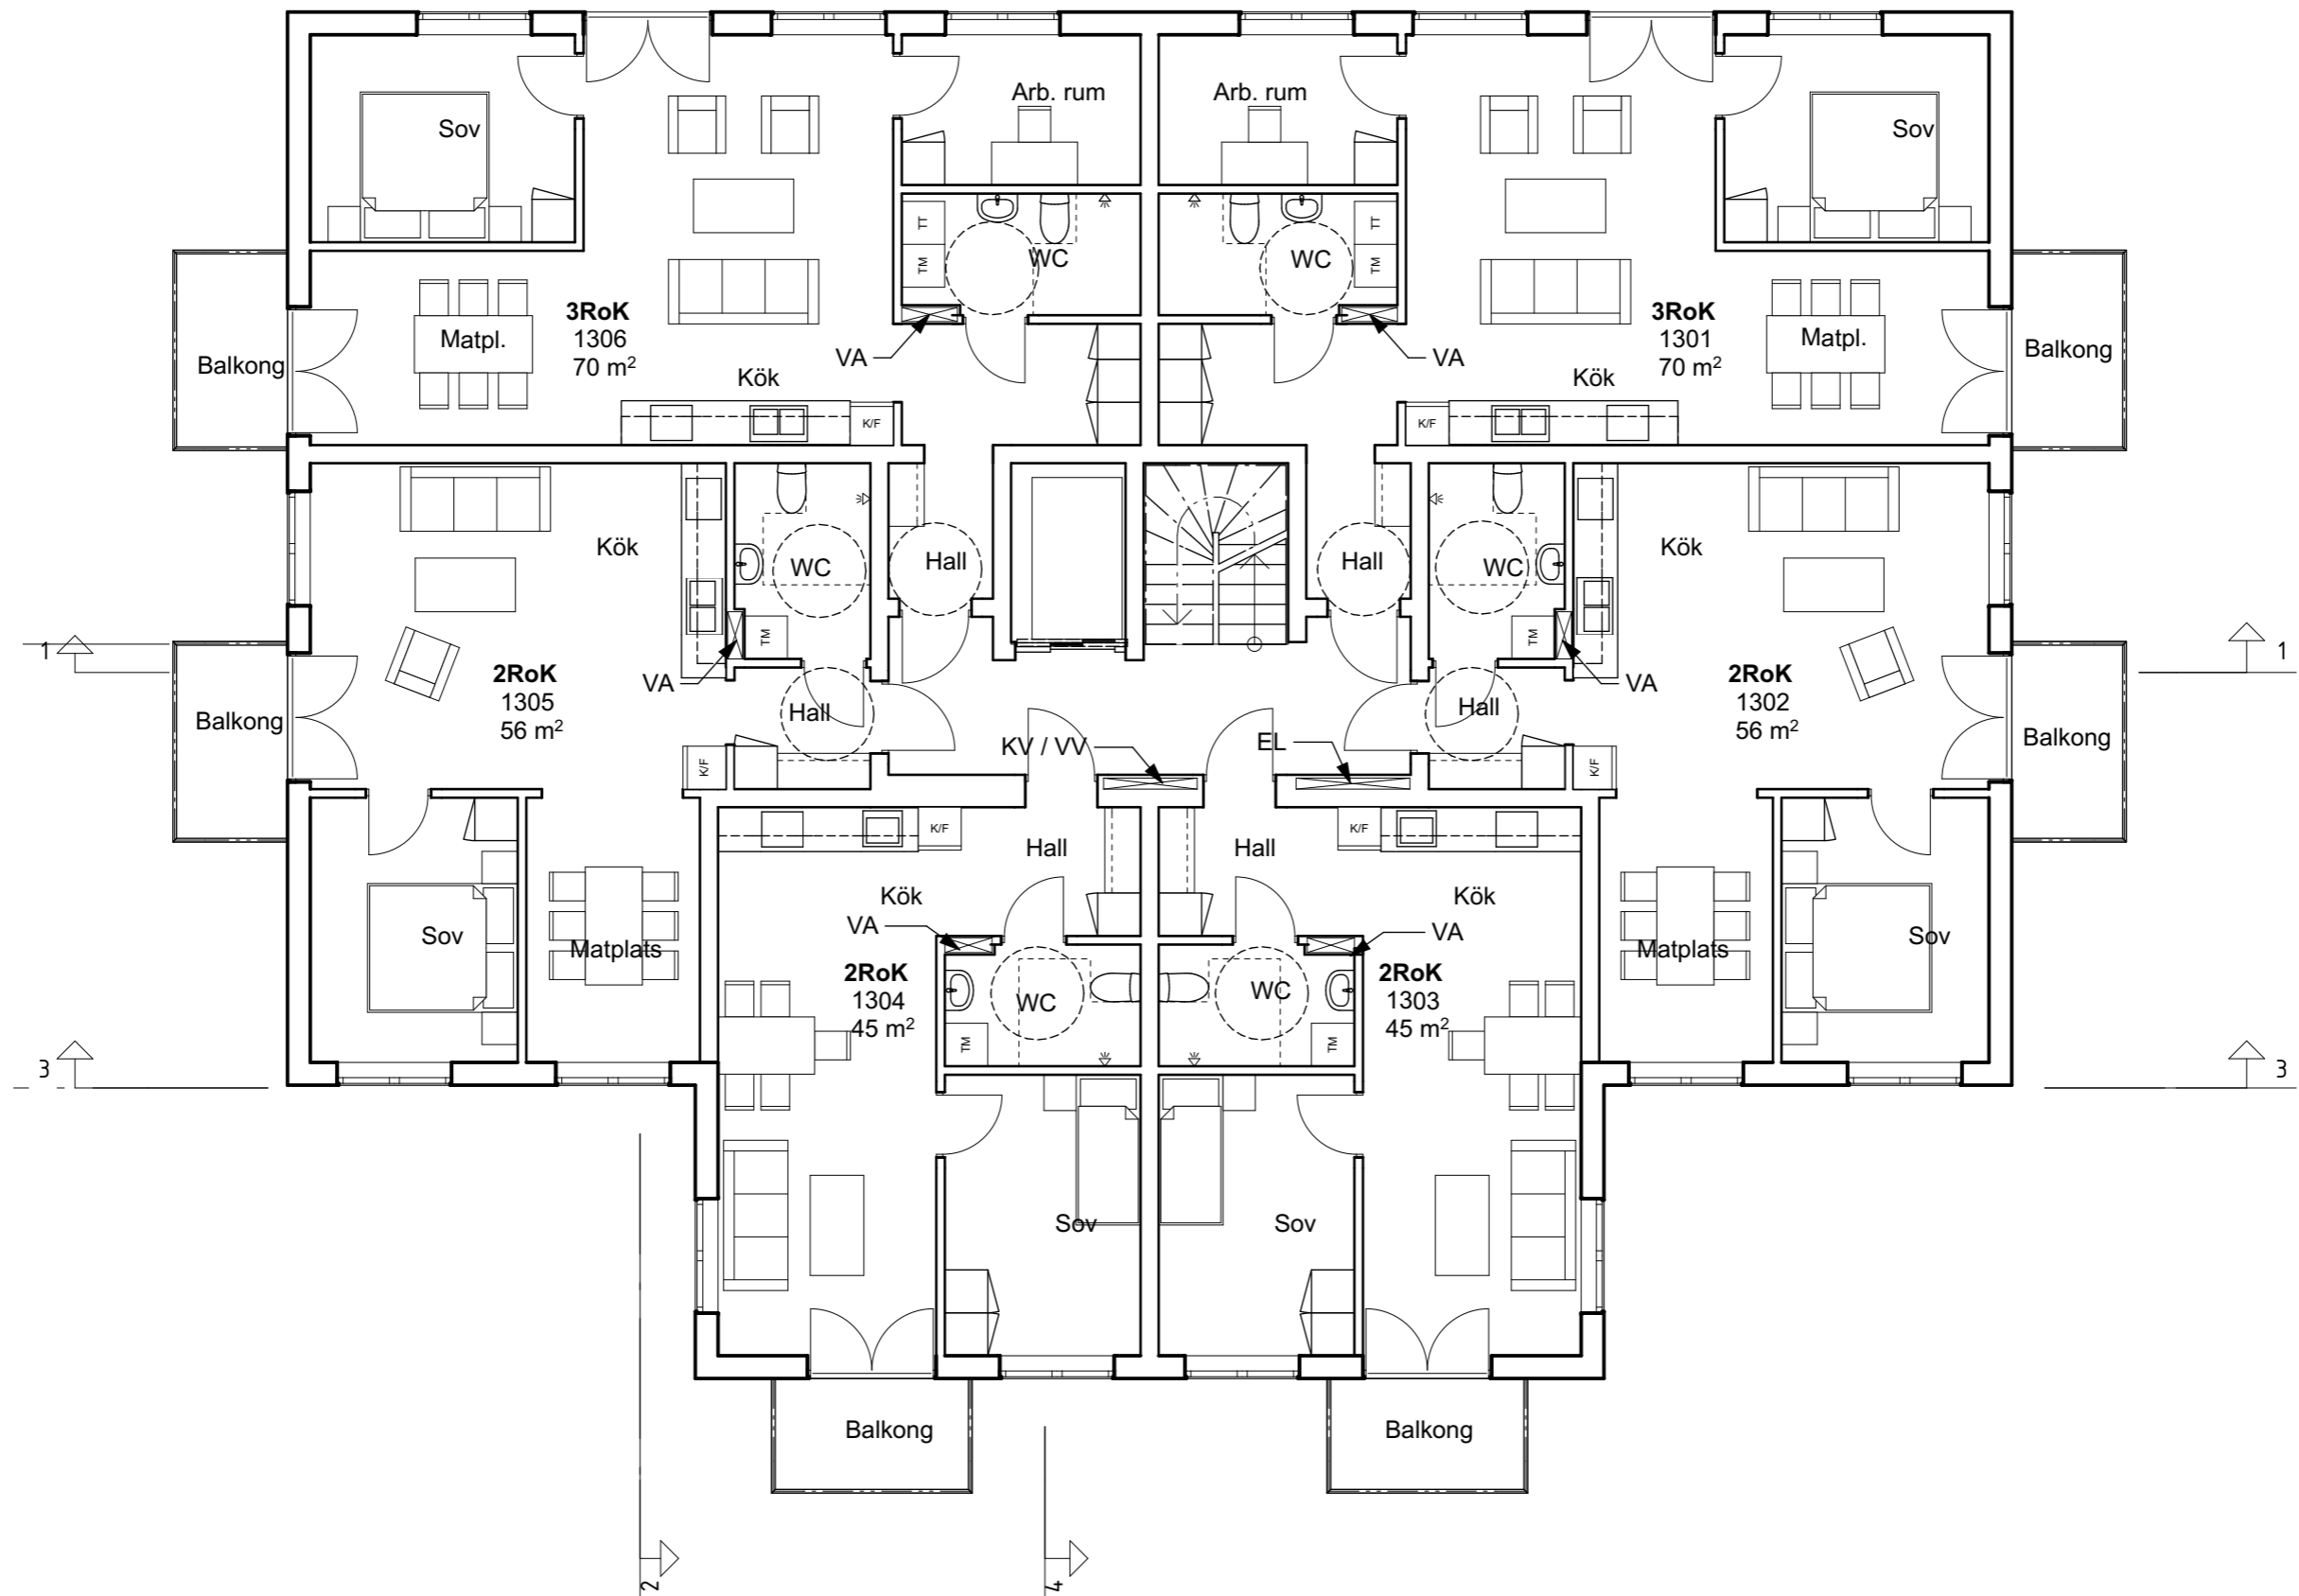 Arb. rum
Arb. rum
Sov
Sov
TT
TM
WC
WC
TT
TM
3RoK
1306
70 m²
3RoK
1301
70 m²
Matpl.
Matpl.
Balkong
Balkong
VA
VA
Kök
Kök
K/F
K/F
Kök
WC
Hall
Hall
WC
Kök
TM
TM
1
1
2RoK
1305
56 m²
2RoK
1302
56 m²
VA
VA
Balkong
Hall
Hall
Balkong
KV / VV
EL
K/F
K/F
K/F
K/F
Hall
Hall
Kök
Kök
VA
VA
Sov
Matplats
Matplats
Sov
2RoK
1304
45 m²
2RoK
1303
45 m²
WC
WC
TM
TM
3
3
Sov
Sov
Balkong
Balkong
2
4